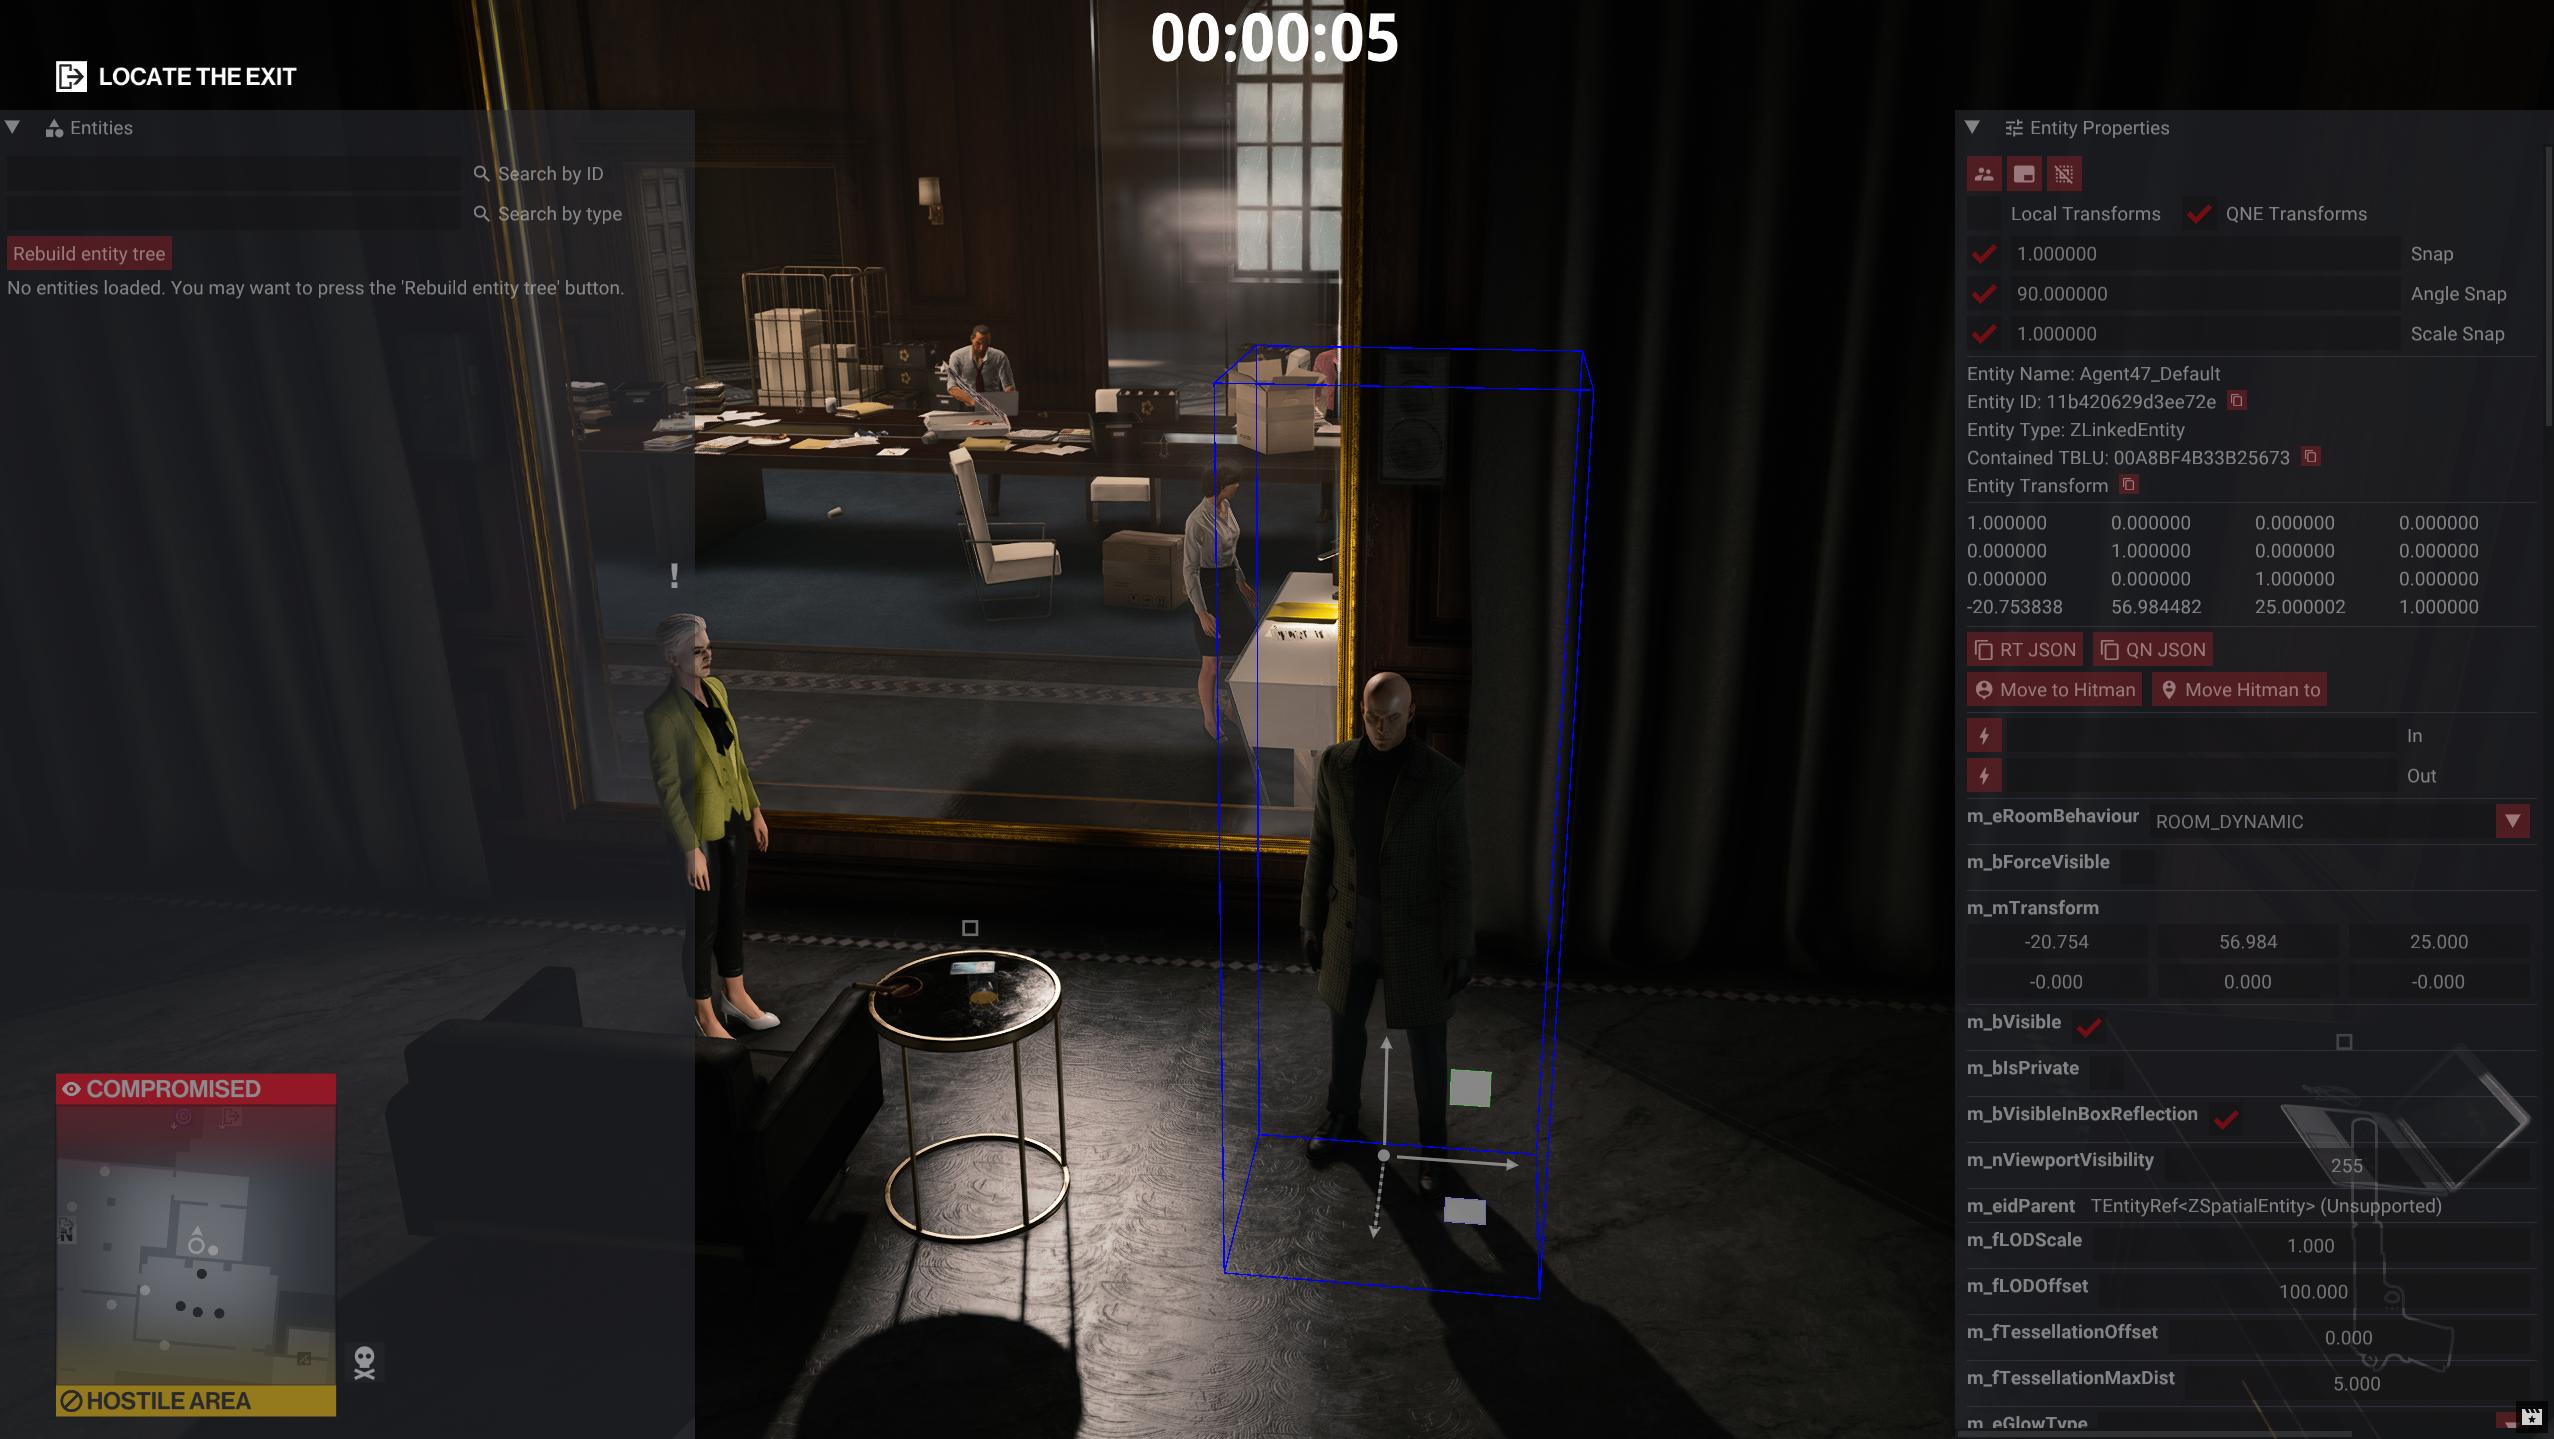 00:00:05
LOCATE THE EXIT
Entities
Search by ID
Search by type
Rebuild entity tree
No entities loaded. You may want to press the 'Rebuild entity tree' button.
!
COMPROMISED
N
HOSTILE AREA
Entity Properties
Local Transforms QNE Transforms
1.000000 Snap
90.000000 Angle Snap
1.000000 Scale Snap
Entity Name: Agent47_Default
Entity ID: 11b420629d3ee72e
Entity Type: ZLinkedEntity
Contained TBLU: 00A8BF4B33B25673
Entity Transform
1.000000 0.000000 0.000000 0.000000
0.000000 1.000000 0.000000 0.000000
0.000000 0.000000 1.000000 0.000000
-20.753838 56.984482 25.000002 1.000000
RT JSON QN JSON
Move to Hitman Move Hitman to
In
Out
m_eRoomBehaviour ROOM_DYNAMIC
m_bForceVisible
m_mTransform
-20.754 56.984 25.000
-0.000 0.000 -0.000
m_bVisible
m_bIsPrivate
m_bVisibleInBoxReflection
m_nViewportVisibility 255
m_eidParent TEntityRef<ZSpatialEntity> (Unsupported)
m_fLODScale 1.000
m_fLODOffset 100.000
m_fTessellationOffset 0.000
m_fTessellationMaxDist 5.000
m_eGlowType